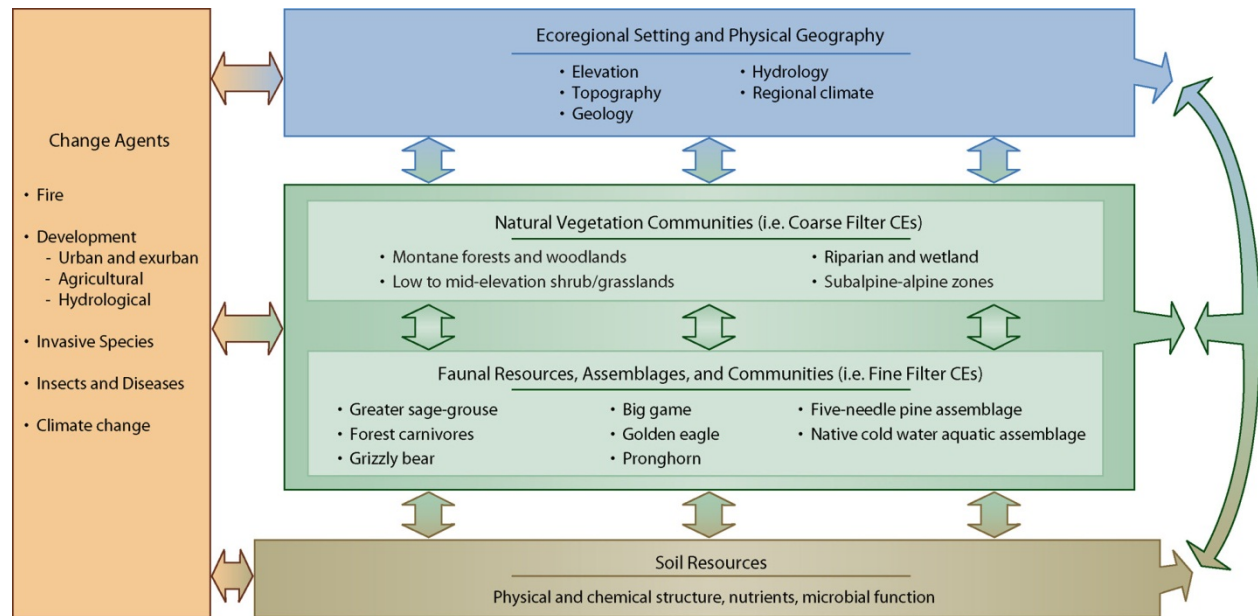 Change Agents
• Fire
• Development
- Urban and exurban
- Agricultural
- Hydrological
• Invasive Species
• Insects and Diseases
• Climate change
Ecoregional Setting and Physical Geography
• Elevation
• Topography
• Geology
• Hydrology
• Regional climate
Natural Vegetation Communities (i.e. Coarse Filter CEs)
• Montane forests and woodlands
• Low to mid-elevation shrub/grasslands
• Riparian and wetland
• Subalpine-alpine zones
Faunal Resources, Assemblages, and Communities (i.e. Fine Filter CEs)
• Greater sage-grouse
• Forest carnivores
• Grizzly bear
• Big game
• Golden eagle
• Pronghorn
• Five-needle pine assemblage
• Native cold water aquatic assemblage
Soil Resources
Physical and chemical structure, nutrients, microbial function